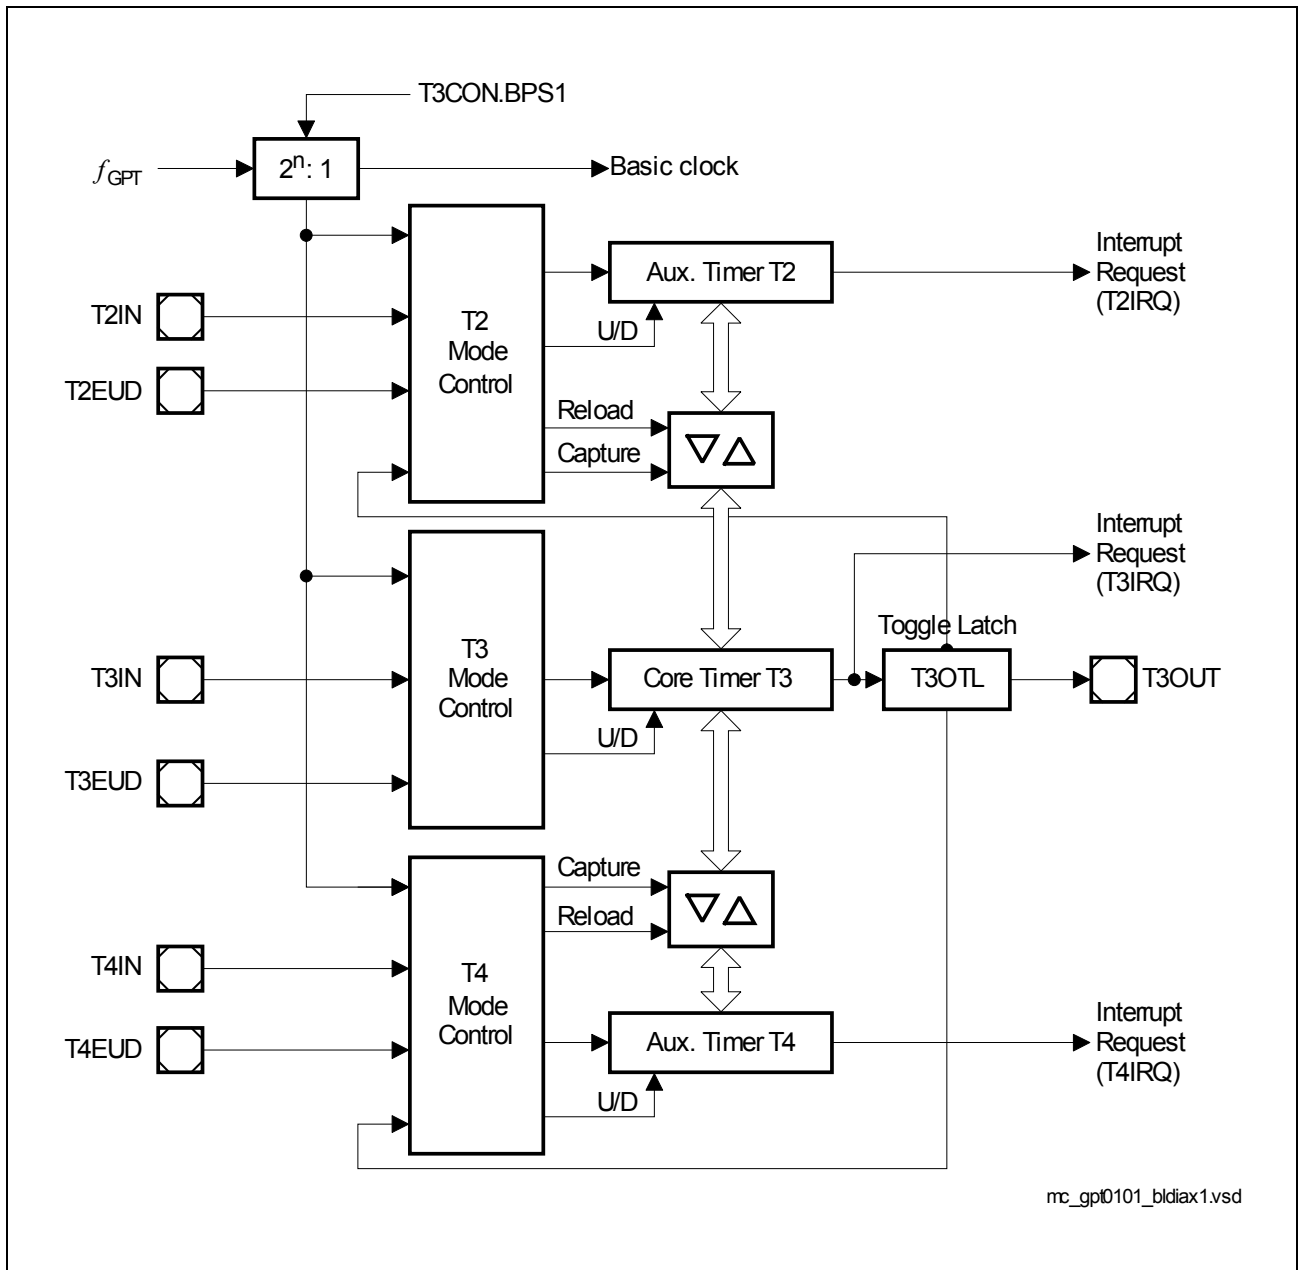 T3CON.BPS1
fGPT
2n: 1
Basic clock
T2IN
T2EUD
T2
Mode
Control
U/D
Reload
Capture
Aux. Timer T2
Interrupt
Request
(T2IRQ)
Interrupt
Request
(T3IRQ)
T3IN
T3EUD
T3
Mode
Control
U/D
Core Timer T3
Toggle Latch
T3OTL
T3OUT
T4IN
T4EUD
T4
Mode
Control
Capture
Reload
U/D
Aux. Timer T4
Interrupt
Request
(T4IRQ)
mc_gpt0101_bldiax1.vsd